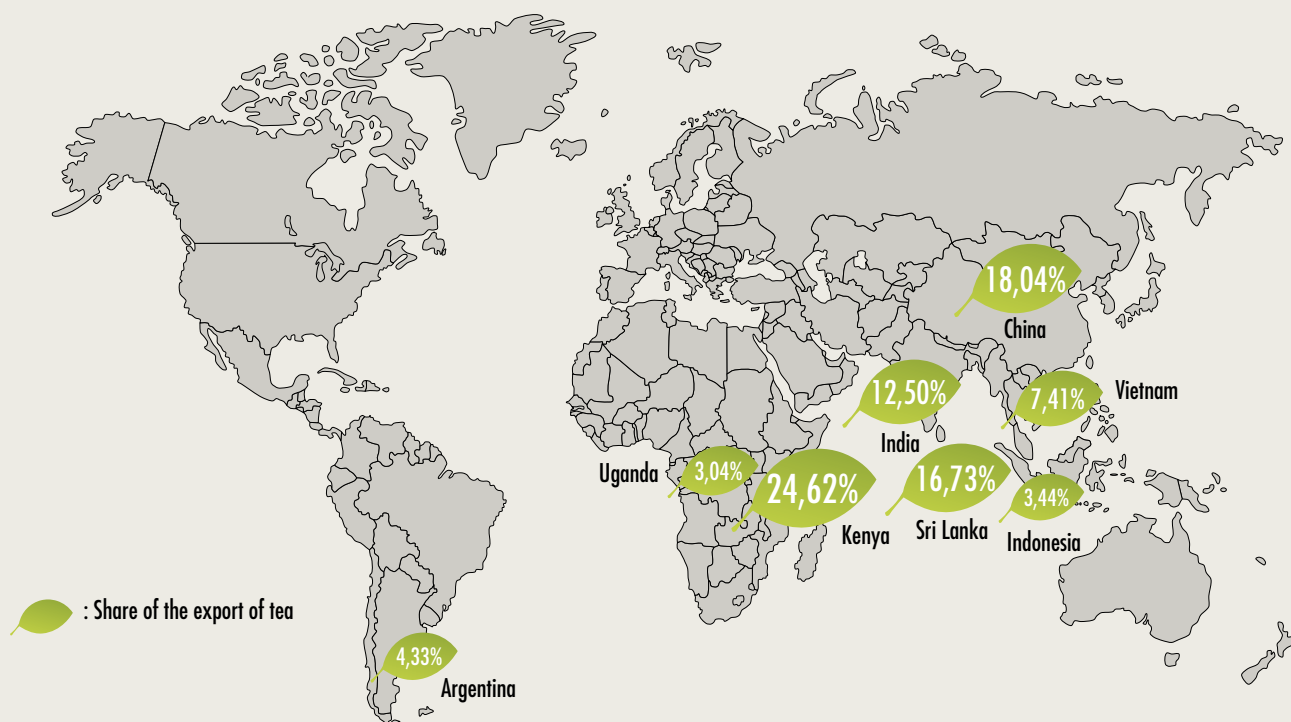 18,04%
China
12,50%
India
7,41%
Vietnam
Uganda
3,04%
24,62%
Kenya
16,73%
Sri Lanka
3,44%
Indonesia
: Share of the export of tea
4,33%
Argentina